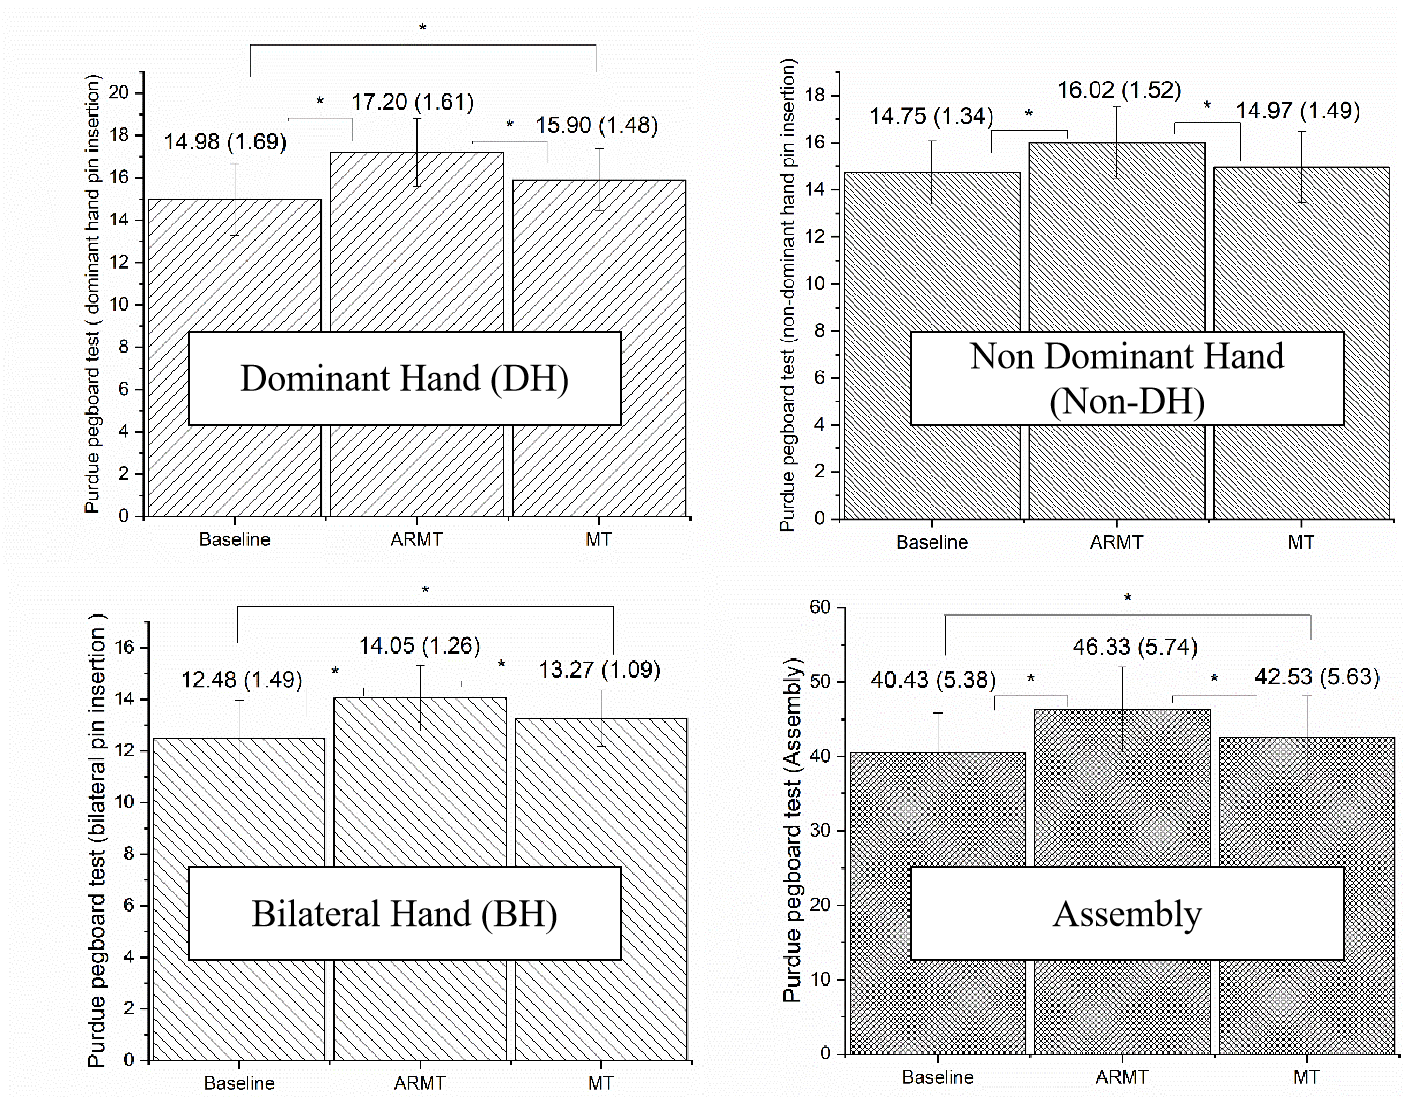 *
Purdue pegboard test ( dominant hand pin insertion)
20
18
16
14
12
10
8
6
4
2
0
14.98 (1.69)
*
17.20 (1.61)
*
15.90 (1.48)
Dominant Hand (DH)
Baseline
ARMT
MT
Purdue pegboard test (non-dominant hand pin insertion)
18
16
14
12
10
8
6
4
2
0
14.75 (1.34)
*
16.02 (1.52)
*
14.97 (1.49)
Non Dominant Hand
(Non-DH)
Baseline
ARMT
MT
*
Purdue pegboard test (bilateral pin insertion )
16
14
12
10
8
6
4
2
0
12.48 (1.49)
*
14.05 (1.26)
*
13.27 (1.09)
Bilateral Hand (BH)
Baseline
ARMT
MT
*
Purdue pegboard test (Assembly)
60
50
40
30
20
10
0
40.43 (5.38)
*
46.33 (5.74)
*
42.53 (5.63)
Assembly
Baseline
ARMT
MT